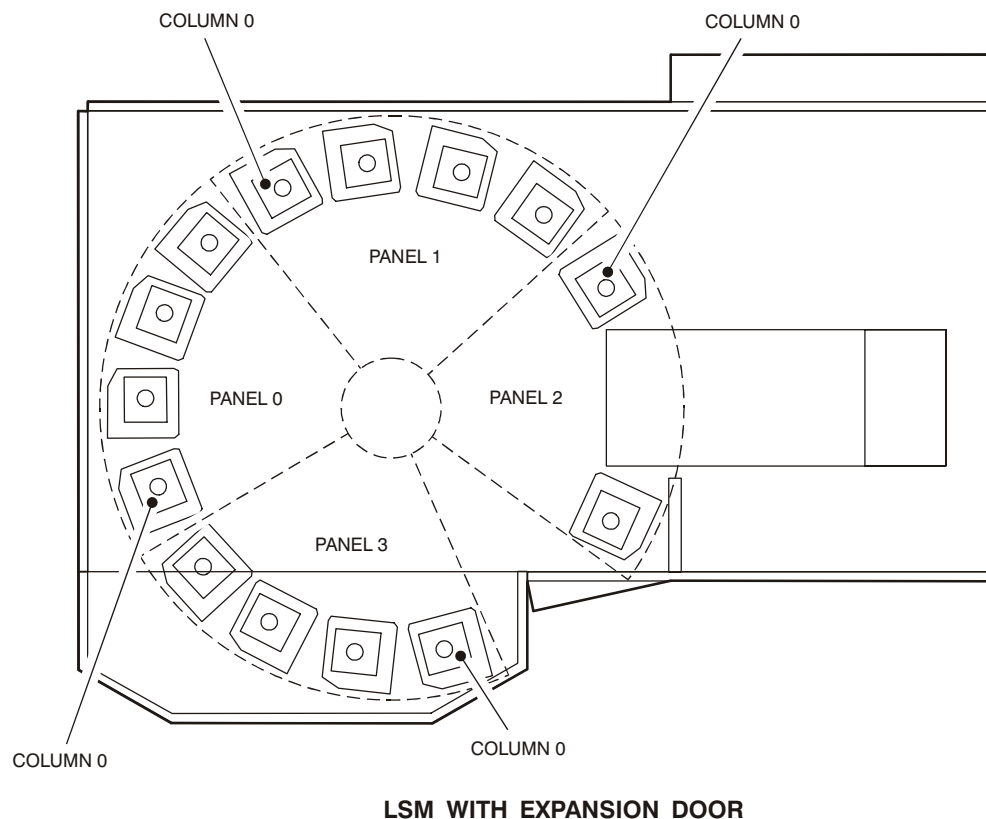 COLUMN 0
COLUMN 0
PANEL 1
PANEL 0
PANEL 2
PANEL 3
COLUMN 0
COLUMN 0
LSM WITH EXPANSION DOOR